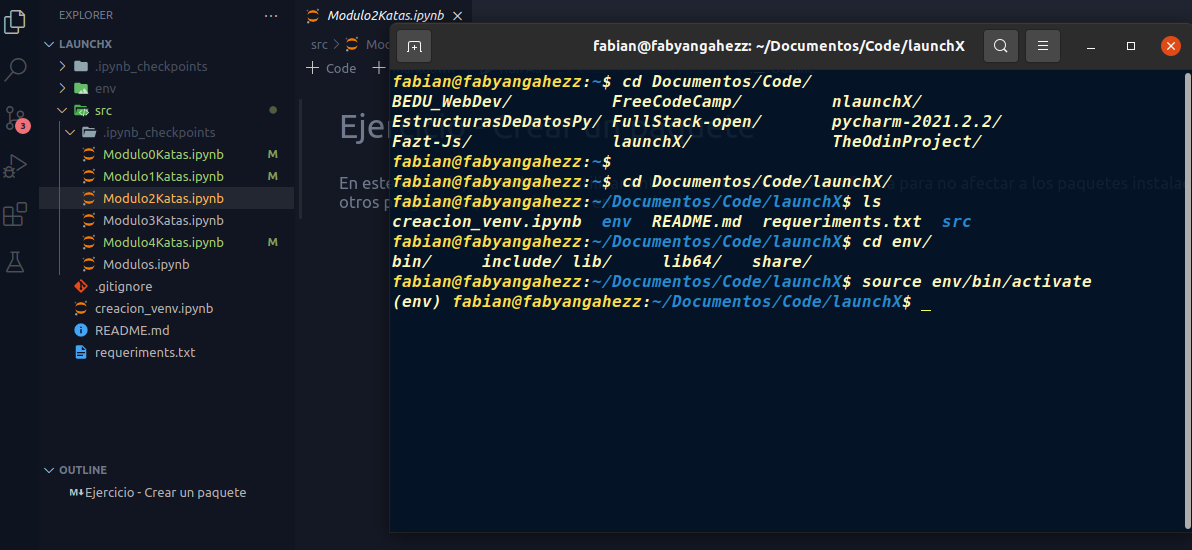 EXPLORER
LAUNCHX
.ipynb_checkpoints
env
src
.ipynb_checkpoints
Modulo0Katas.ipynb M
Modulo1Katas.ipynb M
Modulo2Katas.ipynb
Modulo3Katas.ipynb
Modulo4Katas.ipynb M
Modulos.ipynb
.gitignore
creacion_venv.ipynb
README.md
requeriments.txt
3
OUTLINE
Ejercicio - Crear un paquete
Modulo2Katas.ipynb
src
+ Code +
Ejercicio - Crear un paquete
En este
para no afectar a los paquetes instala
otros p
fabian@fabyangahezz: ~/Documentos/Code/launchX
fabian@fabyangahezz:~$ cd Documentos/Code/
BEDU_WebDev/ FreeCodeCamp/ nlaunchX/
EstructurasDeDatosPy/ FullStack-open/ pycharm-2021.2.2/
Fazt-Js/ launchX/ TheOdinProject/
fabian@fabyangahezz:~$
fabian@fabyangahezz:~$ cd Documentos/Code/launchX/
fabian@fabyangahezz:~/Documentos/Code/launchX$ ls
creacion_venv.ipynb env README.md requeriments.txt src
fabian@fabyangahezz:~/Documentos/Code/launchX$ cd env/
bin/ include/ lib/ lib64/ share/
fabian@fabyangahezz:~/Documentos/Code/launchX$ source env/bin/activate
(env) fabian@fabyangahezz:~/Documentos/Code/launchX$ _